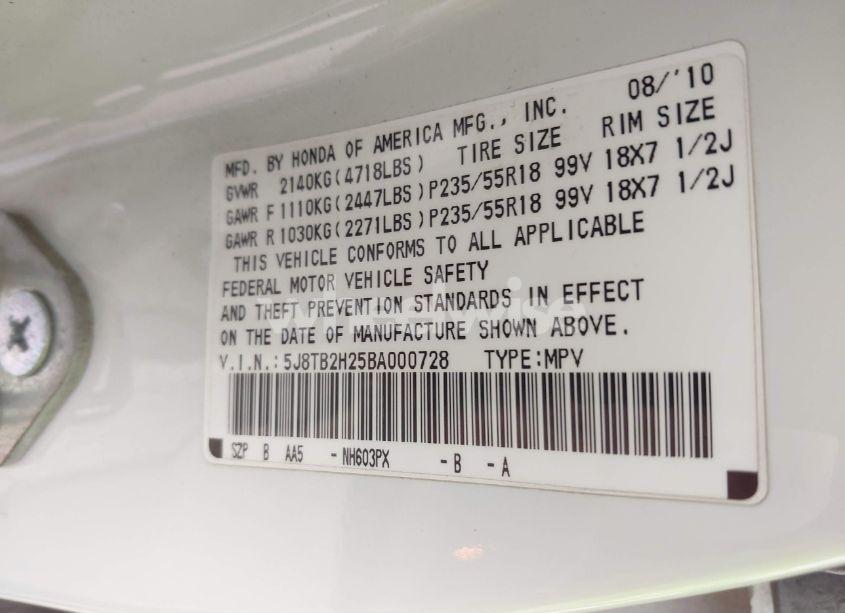 08/'10
MFD. BY HONDA OF AMERICA MFG., INC.
GVWR 2140KG(4718LBS) TIRE SIZE RIM SIZE
GAWR F 1110KG(2447LBS) P235/55R18 99V 18X7 1/2J
GAWR R 1030KG(2271LBS) P235/55R18 99V 18X7 1/2J
THIS VEHICLE CONFORMS TO ALL APPLICABLE
FEDERAL MOTOR VEHICLE SAFETY
AND THEFT PREVENTION STANDARDS IN EFFECT
ON THE DATE OF MANUFACTURE SHOWN ABOVE.
V.I.N.:5J8TB2H25BA000728 TYPE:MPV
SZP B AA5 -NH603PX -B -A